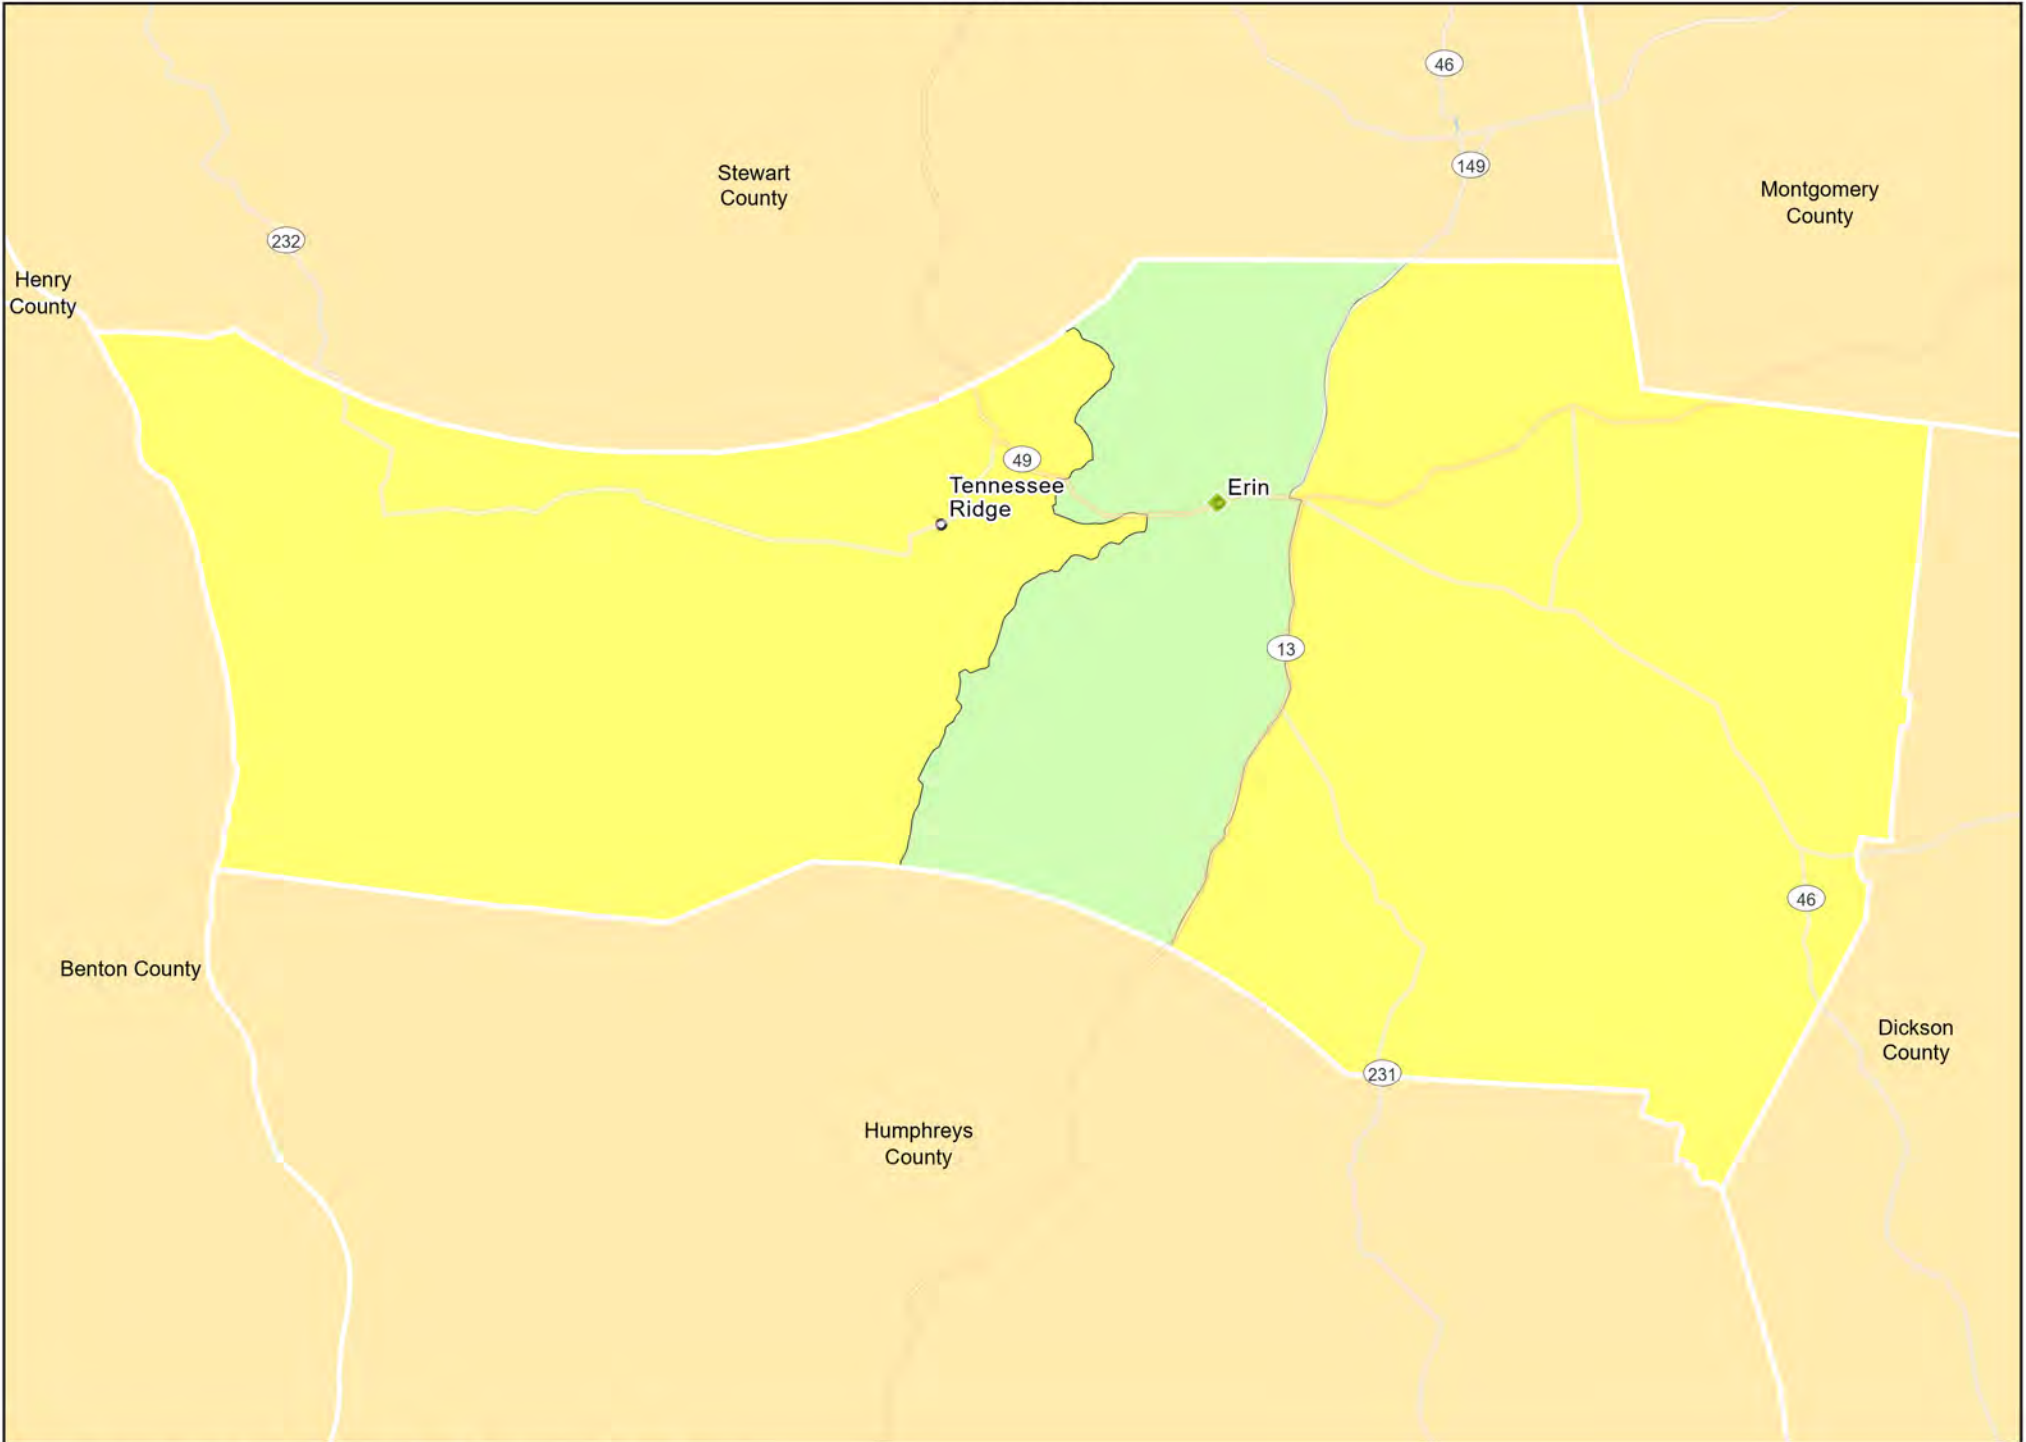 46
149
Stewart
County
Montgomery
County
232
Henry
County
49
Tennessee
Ridge
Erin
13
46
Benton County
Dickson
County
231
Humphreys
County